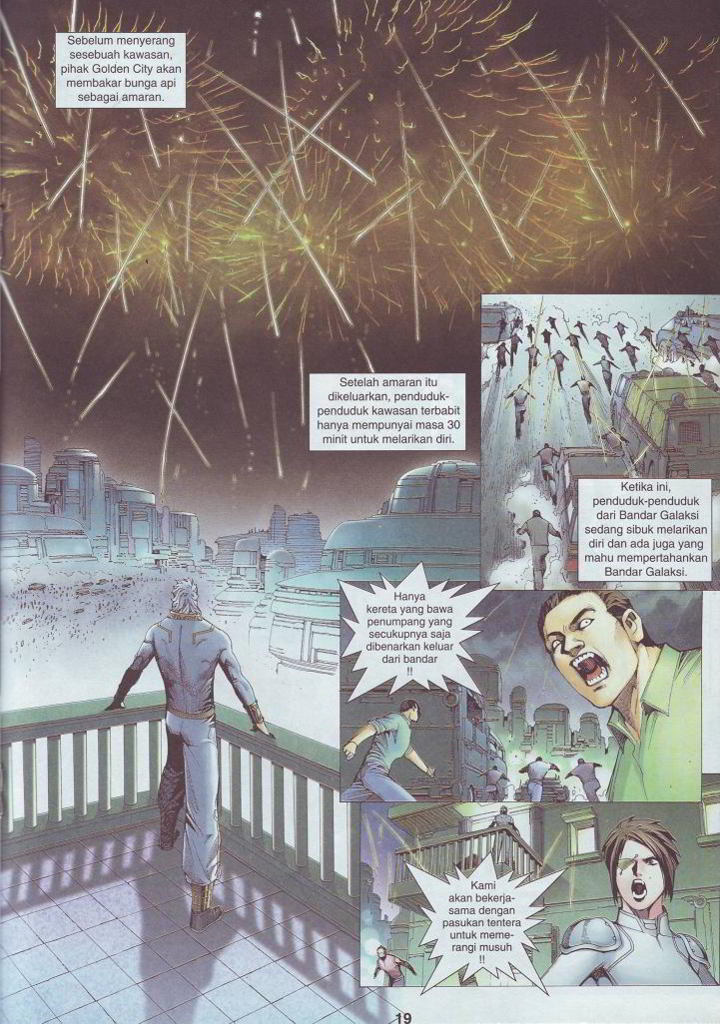 Sebelum menyerang
sesebuah kawasan,
pihak Golden City akan
membakar bunga api
sebagai amaran.
Setelah amaran itu
dikeluarkan, penduduk-
penduduk kawasan terbabit
hanya mempunyai masa 30
minit untuk melarikan diri.
Ketika ini,
penduduk-penduduk
dari Bandar Galaksi
sedang sibuk melarikan
diri dan ada juga yang
mahu mempertahankan
Bandar Galaksi.
Hanya
kereta yang bawa
penumpang yang
secukupnya saja
dibenarkan keluar
dari bandar
!!
Kami
akan bekerja-
sama dengan
pasukan tentera
untuk meme-
rangi musuh
!!
19